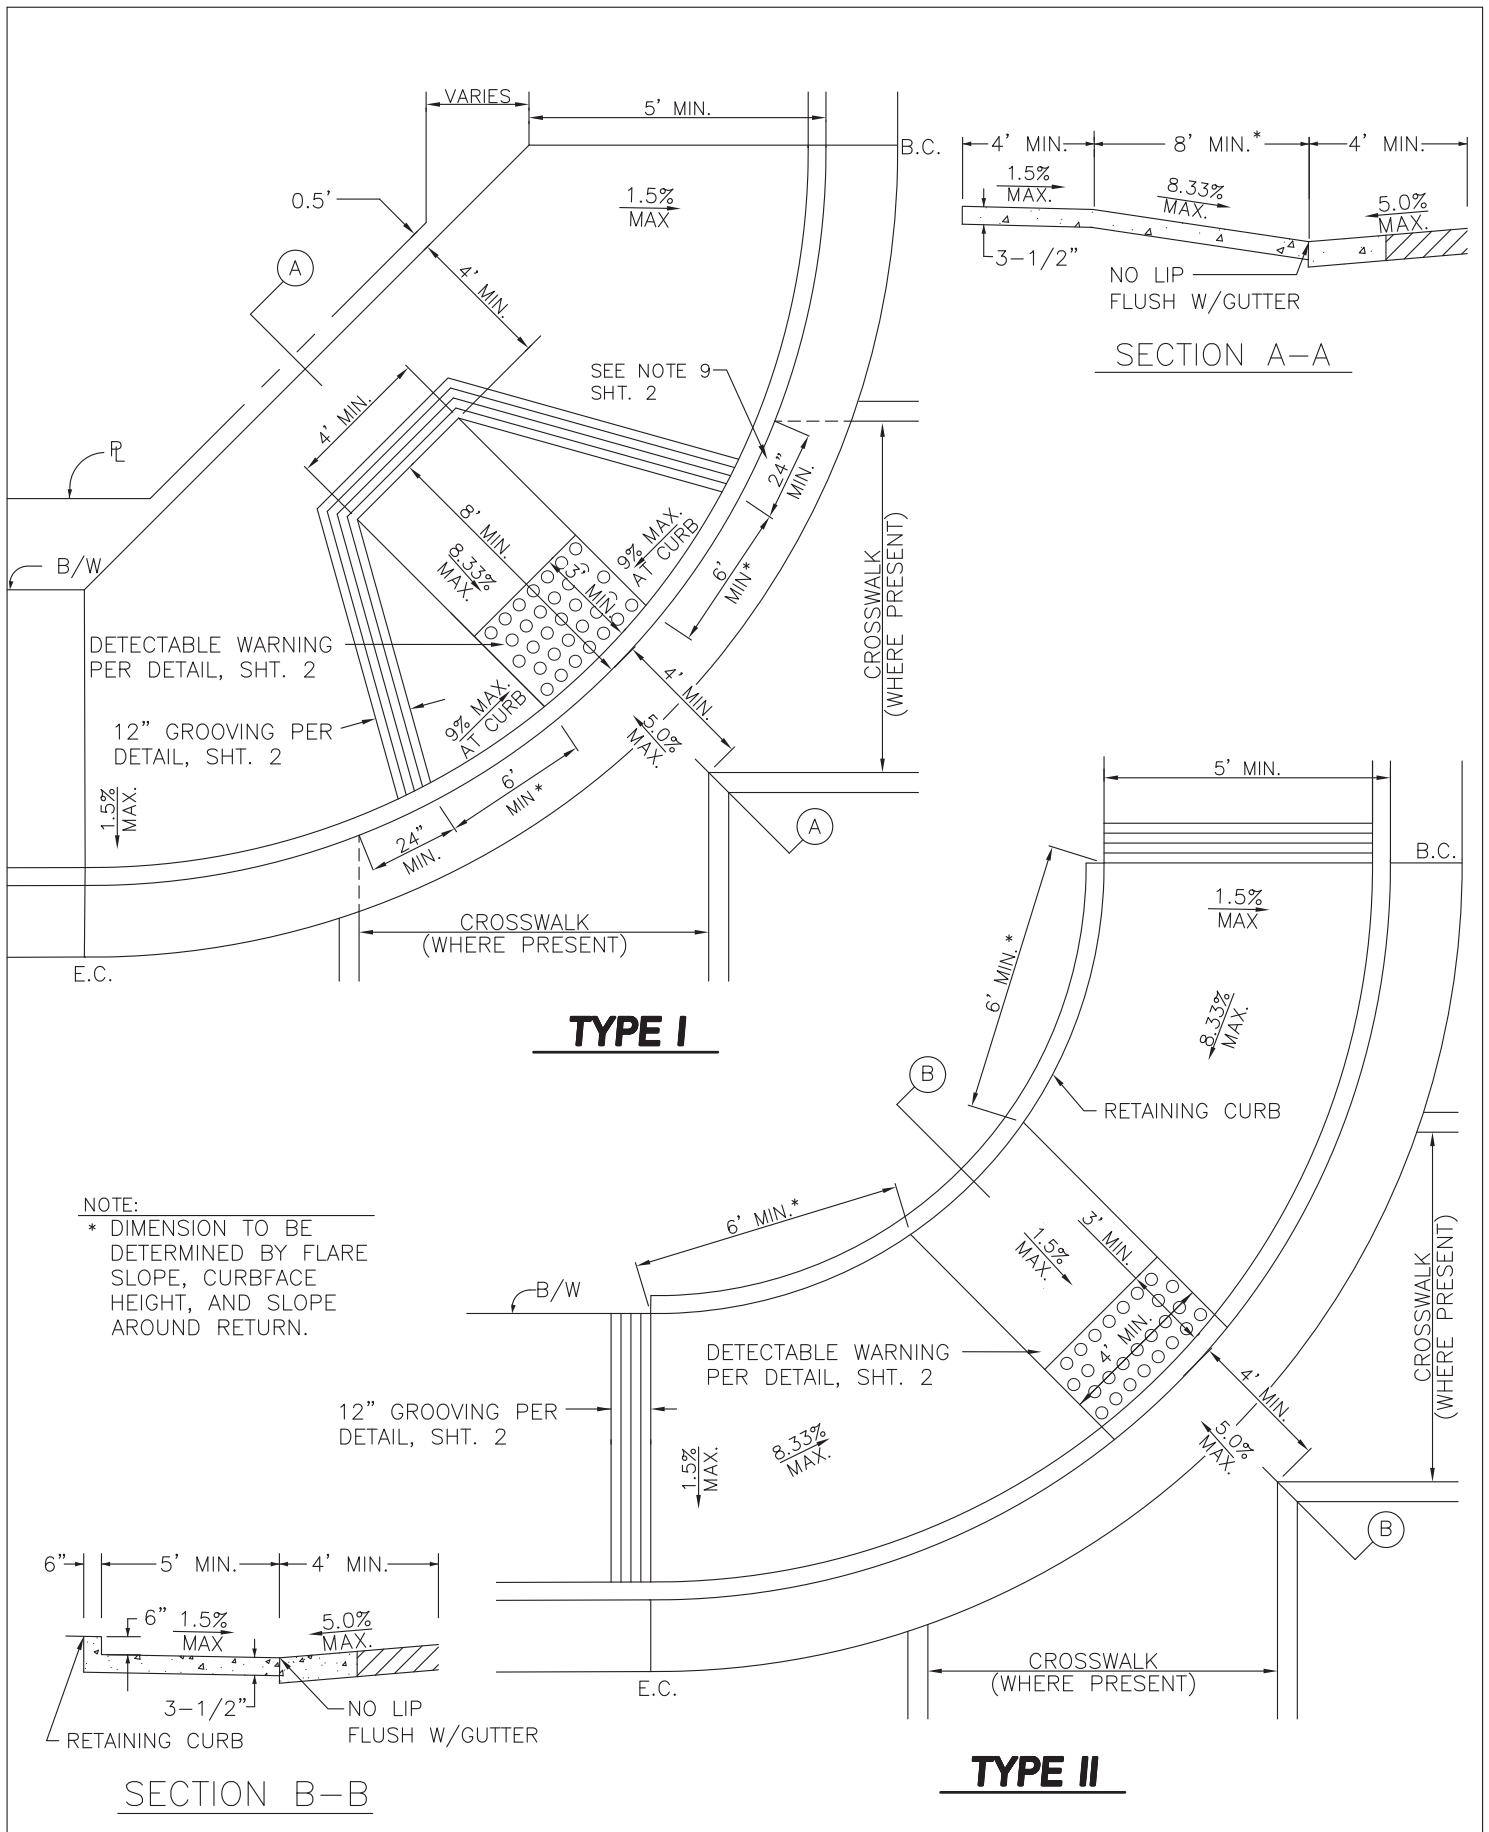 VARIES
5' MIN.
B.C.
0.5'
1.5%
MAX
A
4' MIN.
SEE NOTE 9
SHT. 2
4' MIN.
℄
24"
MIN.
8' MIN.
9% MAX.
AT CURB
8.33%
MAX.
3' MIN.
6'
MIN*
CROSSWALK
(WHERE PRESENT)
B/W
DETECTABLE WARNING
PER DETAIL, SHT. 2
4' MIN.
9% MAX.
AT CURB
5.0%
MAX.
12" GROOVING PER
DETAIL, SHT. 2
1.5%
MAX.
6'
MIN*
24"
MIN.
A
CROSSWALK
(WHERE PRESENT)
E.C.
TYPE I
4' MIN.
8' MIN.*
4' MIN.
1.5%
MAX.
8.33%
MAX.
5.0%
MAX.
3-1/2"
NO LIP
FLUSH W/GUTTER
SECTION A-A
5' MIN.
B.C.
1.5%
MAX
6' MIN.*
8.33%
MAX.
B
RETAINING CURB
NOTE:
* DIMENSION TO BE
DETERMINED BY FLARE
SLOPE, CURBFACE
HEIGHT, AND SLOPE
AROUND RETURN.
6' MIN.*
1.5%
MAX.
3' MIN.
CROSSWALK
(WHERE PRESENT)
B/W
4' MIN.
DETECTABLE WARNING
PER DETAIL, SHT. 2
4' MIN.
12" GROOVING PER
DETAIL, SHT. 2
1.5%
MAX.
8.33%
MAX.
5.0%
MAX.
B
CROSSWALK
(WHERE PRESENT)
E.C.
TYPE II
6"
5' MIN.
4' MIN.
6"
1.5%
MAX
5.0%
MAX.
3-1/2"
NO LIP
FLUSH W/GUTTER
RETAINING CURB
SECTION B-B